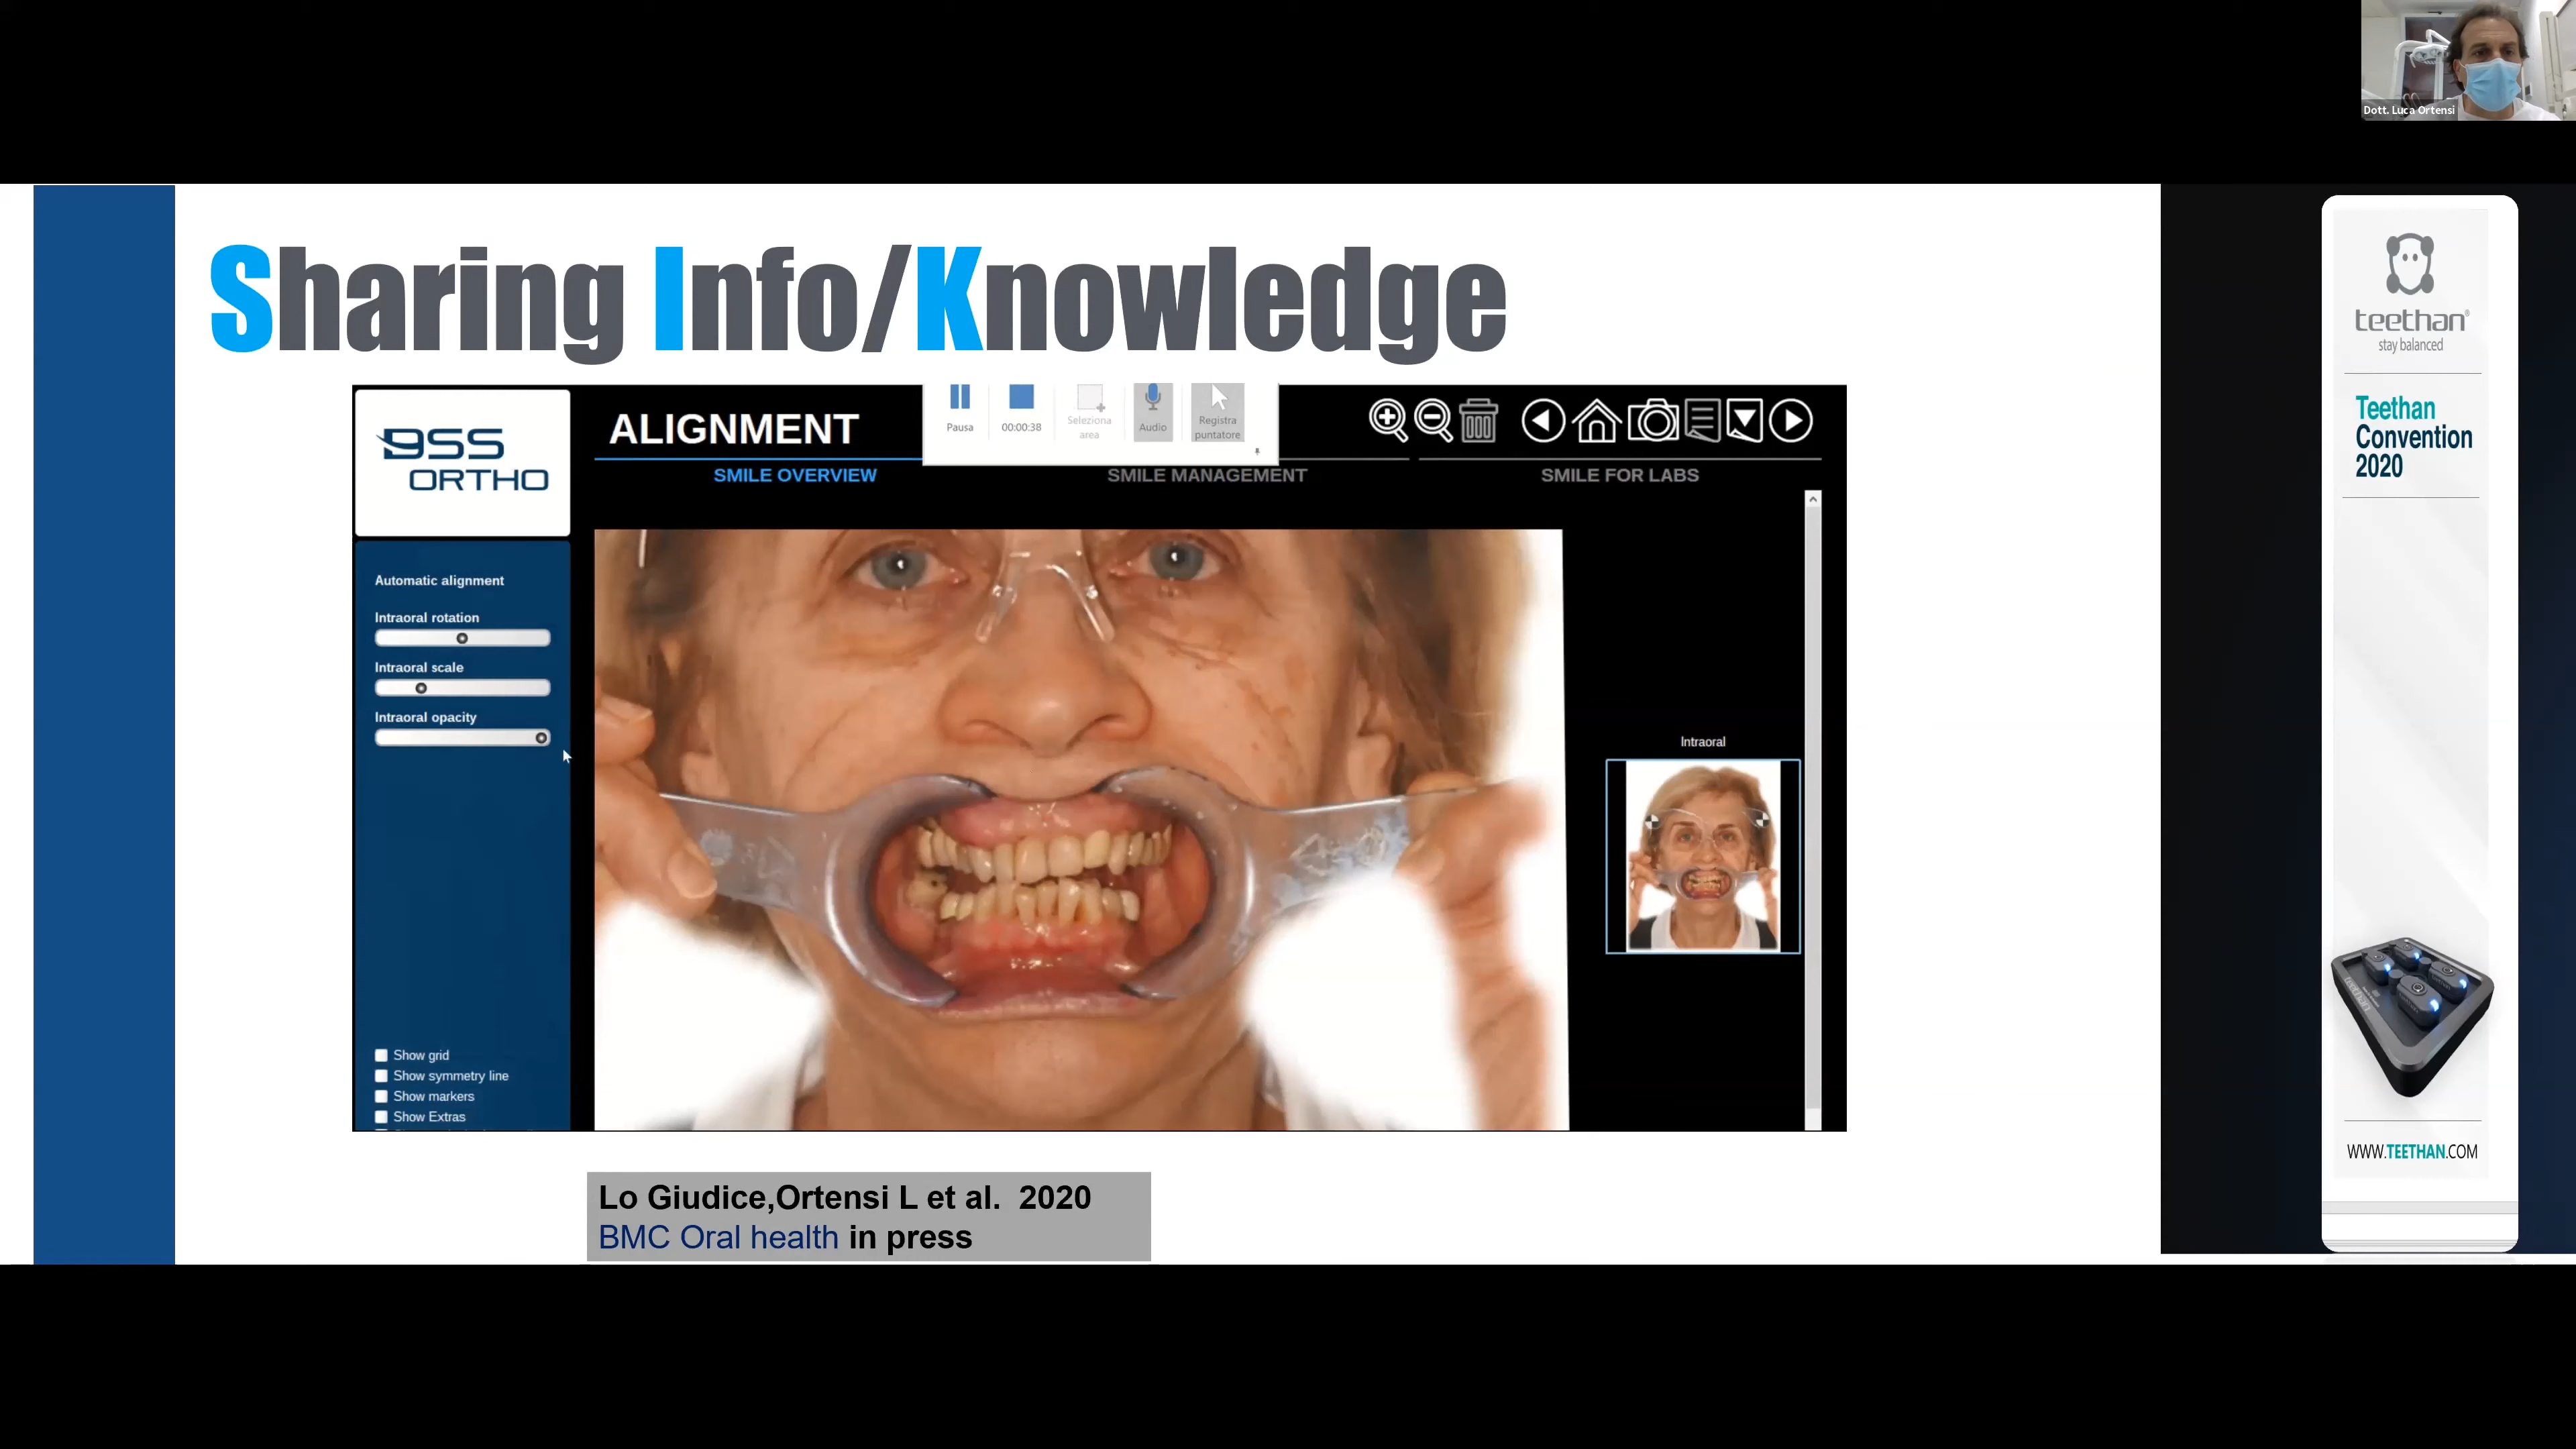 Dott. Luca Ortensi
Sharing Info/Knowledge
teethan®
stay balanced
Teethan
Convention
2020
DSS
ORTHO
ALIGNMENT
Pausa
00:00:38
Seleziona
area
Audio
Registra
puntatore
SMILE OVERVIEW
SMILE MANAGEMENT
SMILE FOR LABS
Automatic alignment
Intraoral rotation
Intraoral scale
Intraoral opacity
Intraoral
Show grid
Show symmetry line
Show markers
Show Extras
WWW.TEETHAN.COM
Lo Giudice,Ortensi L et al. 2020
BMC Oral health in press